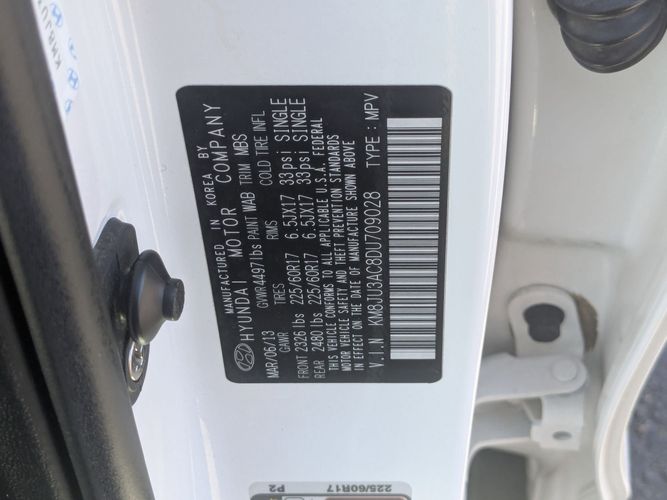 MANUFACTURED IN KOREA BY
HYUNDAI MOTOR COMPANY
MAR/06/13 GVWR 4497lbs PAINT WAB TRIM MBS
GAWR RIMS COLD TIRE INFL
FRONT 2326 lbs 225/60R17 6.5JX17 33psi SINGLE
REAR 2480 lbs 225/60R17 6.5JX17 33psi SINGLE
THIS VEHICLE CONFORMS TO ALL APPLICABLE U.S.A. FEDERAL
MOTOR VEHICLE SAFETY AND THEFT PREVENTION STANDARDS
IN EFFECT ON THE DATE OF MANUFACTURE SHOWN ABOVE
V.I.N KM8JU3AC8DU709028 TYPE : MPV
225/60R17
P2